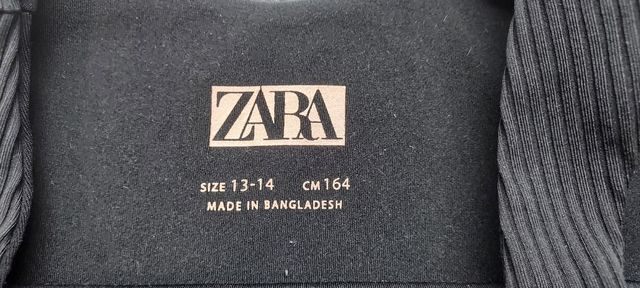 ZARA
SIZE 13-14 CM 164
MADE IN BANGLADESH